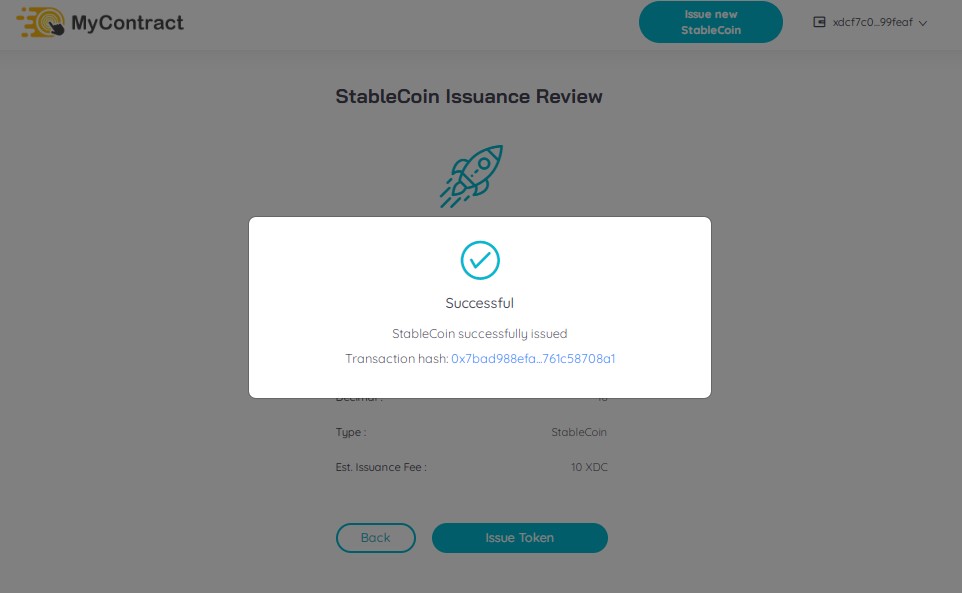 MyContract
Issue new
StableCoin
xdcf7c0...99feaf
StableCoin Issuance Review
Successful
StableCoin successfully issued
Transaction hash: 0x7bad988efa...761c58708a1
Decimal :
Type :
StableCoin
Est. Issuance Fee :
10 XDC
Back
Issue Token